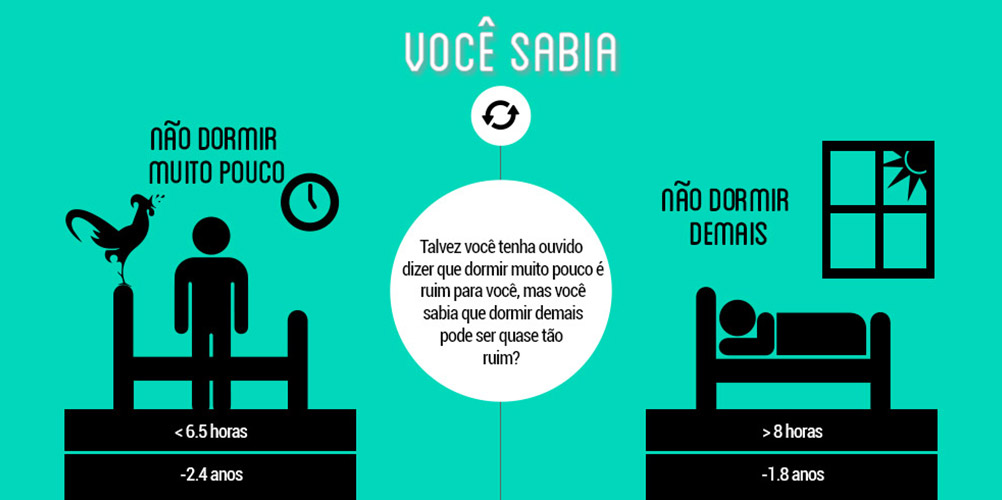 VOCÊ SABIA
NÃO DORMIR
MUITO POUCO
NÃO DORMIR
DEMAIS
Talvez você tenha ouvido
dizer que dormir muito pouco é
ruim para você, mas você
sabia que dormir demais
pode ser quase tão
ruim?
< 6.5 horas
-2.4 anos
> 8 horas
-1.8 anos